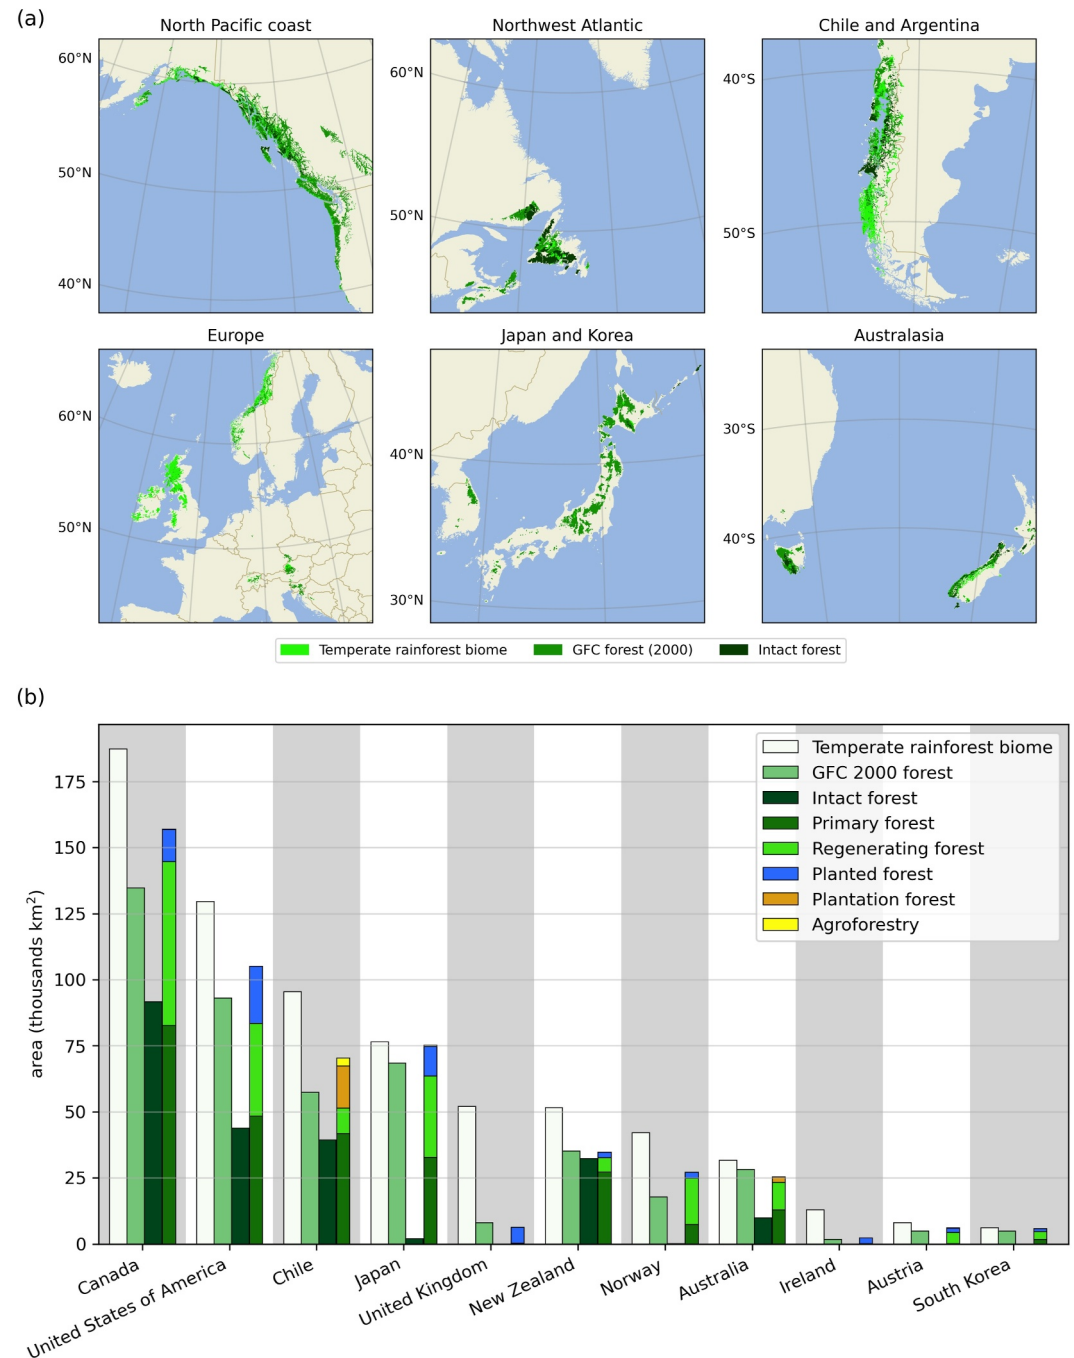 (a)
North Pacific coast
Northwest Atlantic
Chile and Argentina
60°N
50°N
40°N
60°N
50°N
40°S
50°S
Europe
Japan and Korea
Australasia
60°N
50°N
40°N
30°N
30°S
40°S
Temperate rainforest biome
GFC forest (2000)
Intact forest
(b)
Temperate rainforest biome
GFC 2000 forest
Intact forest
Primary forest
Regenerating forest
Planted forest
Plantation forest
Agroforestry
area (thousands km²)
175
150
125
100
75
50
25
0
Canada
United States of America
Chile
Japan
United Kingdom
New Zealand
Norway
Australia
Ireland
Austria
South Korea